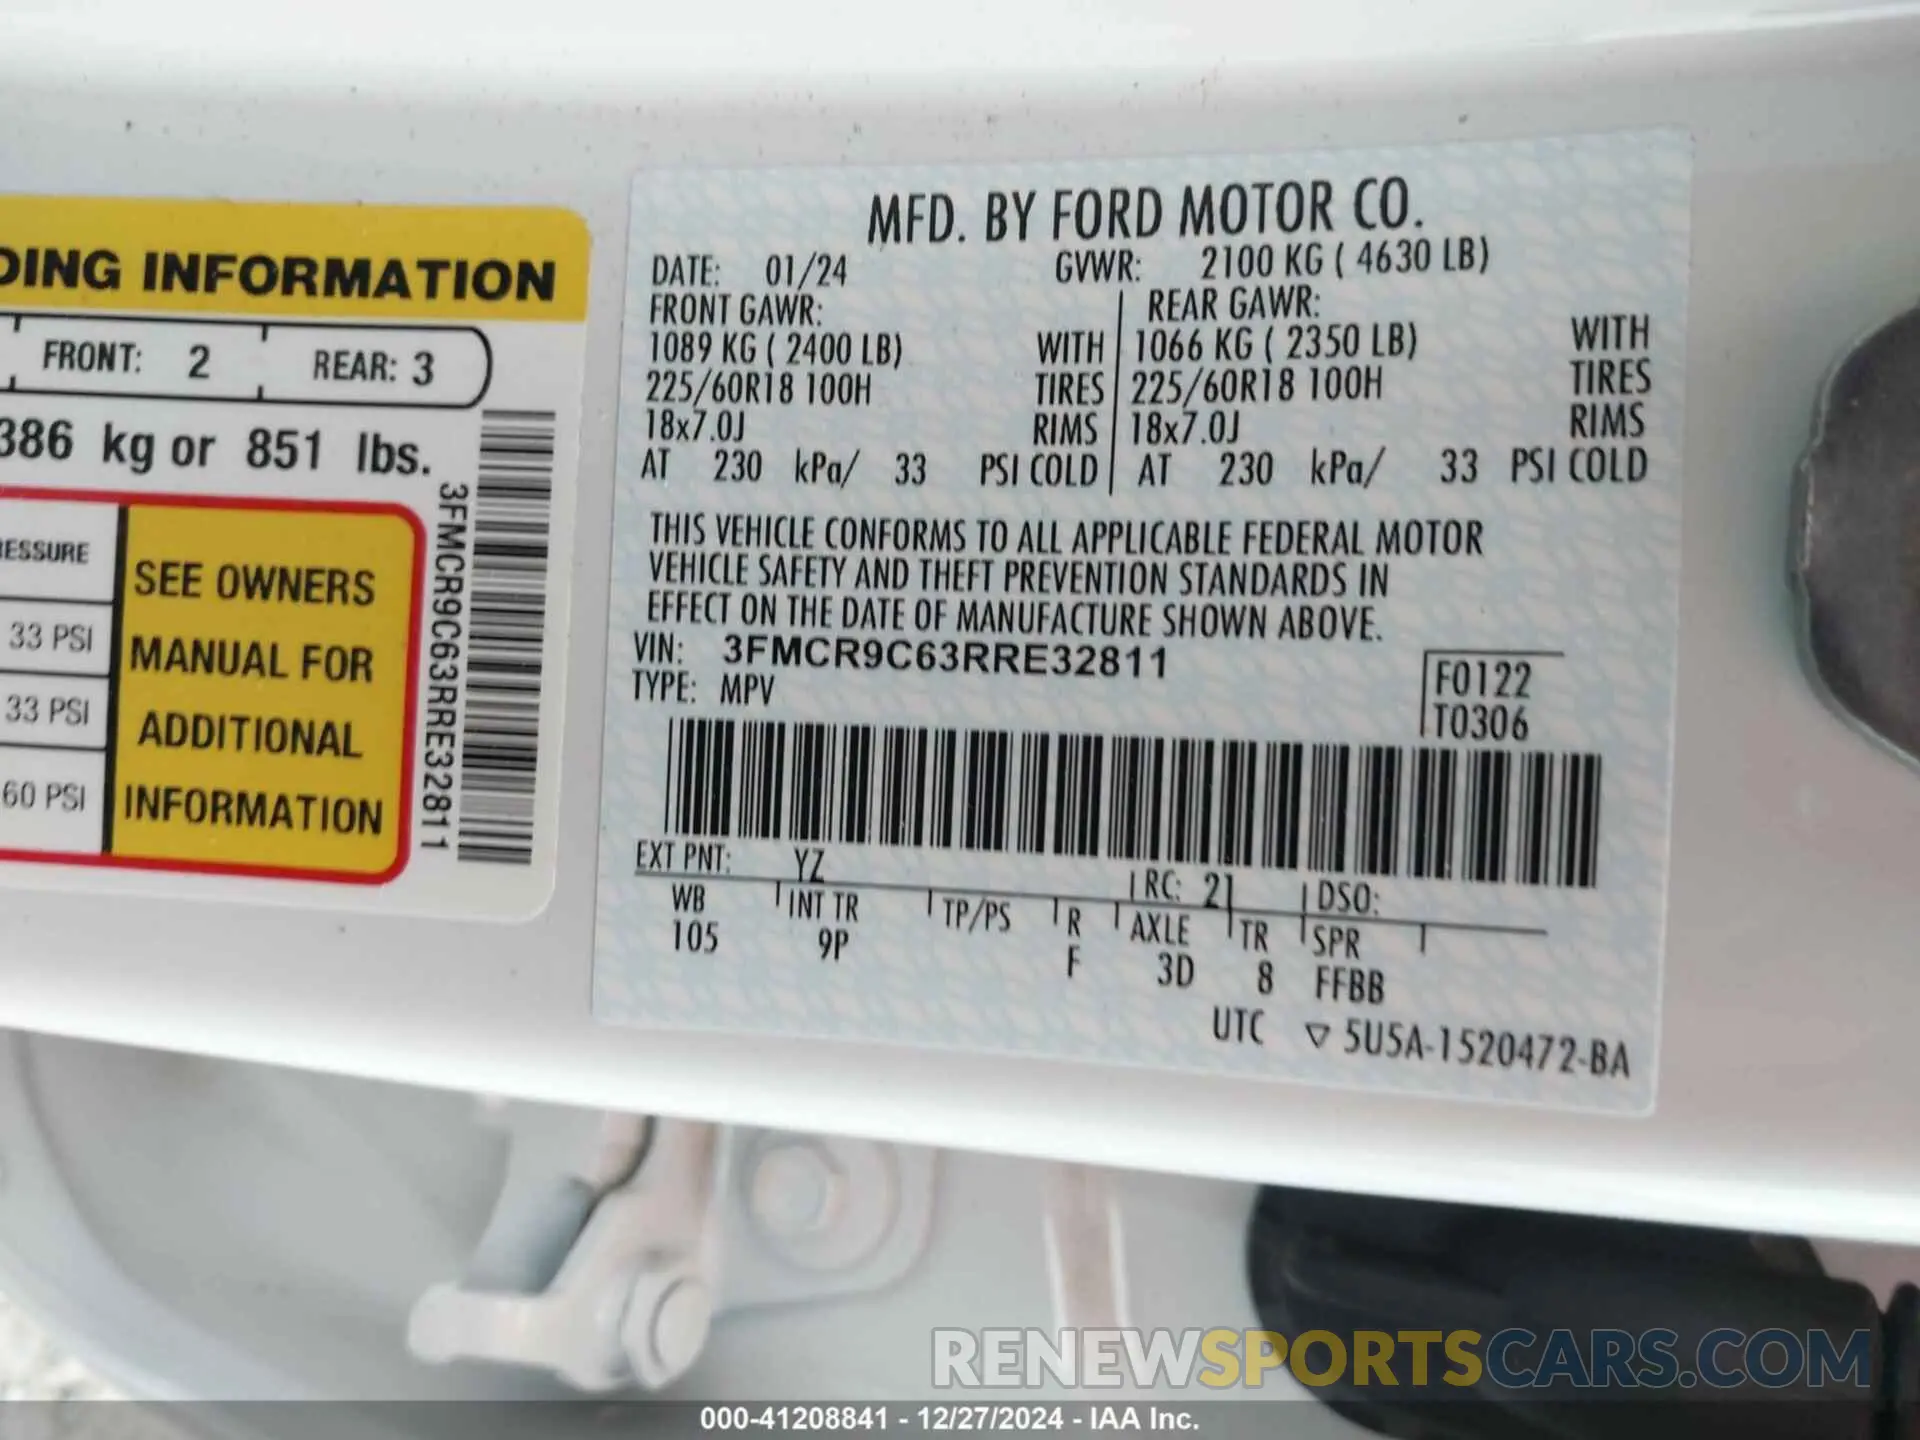 DING INFORMATION
FRONT: 2 REAR: 3
386 kg or 851 lbs.
33 PSI
33 PSI
60 PSI
SEE OWNERS
MANUAL FOR
ADDITIONAL
INFORMATION
3FMCR9C63RRE32811
MFD. BY FORD MOTOR CO.
DATE: 01/24 GVWR: 2100 KG ( 4630 LB)
FRONT GAWR: REAR GAWR:
1089 KG ( 2400 LB) WITH 1066 KG ( 2350 LB) WITH
225/60R18 100H TIRES 225/60R18 100H TIRES
18x7.0J RIMS 18x7.0J RIMS
AT 230 kPa/ 33 PSI COLD AT 230 kPa/ 33 PSI COLD
THIS VEHICLE CONFORMS TO ALL APPLICABLE FEDERAL MOTOR
VEHICLE SAFETY AND THEFT PREVENTION STANDARDS IN
EFFECT ON THE DATE OF MANUFACTURE SHOWN ABOVE.
VIN: 3FMCR9C63RRE32811
TYPE: MPV
F0122
T0306
EXT PNT: YZ RC: 21 DSO:
WB INT TR TP/PS R AXLE TR SPR
105 9P F 3D 8 FFBB
UTC ▽ 5U5A-1520472-BA
RENEWSPORTSCARS.COM
000-41208841 - 12/27/2024 - IAA Inc.